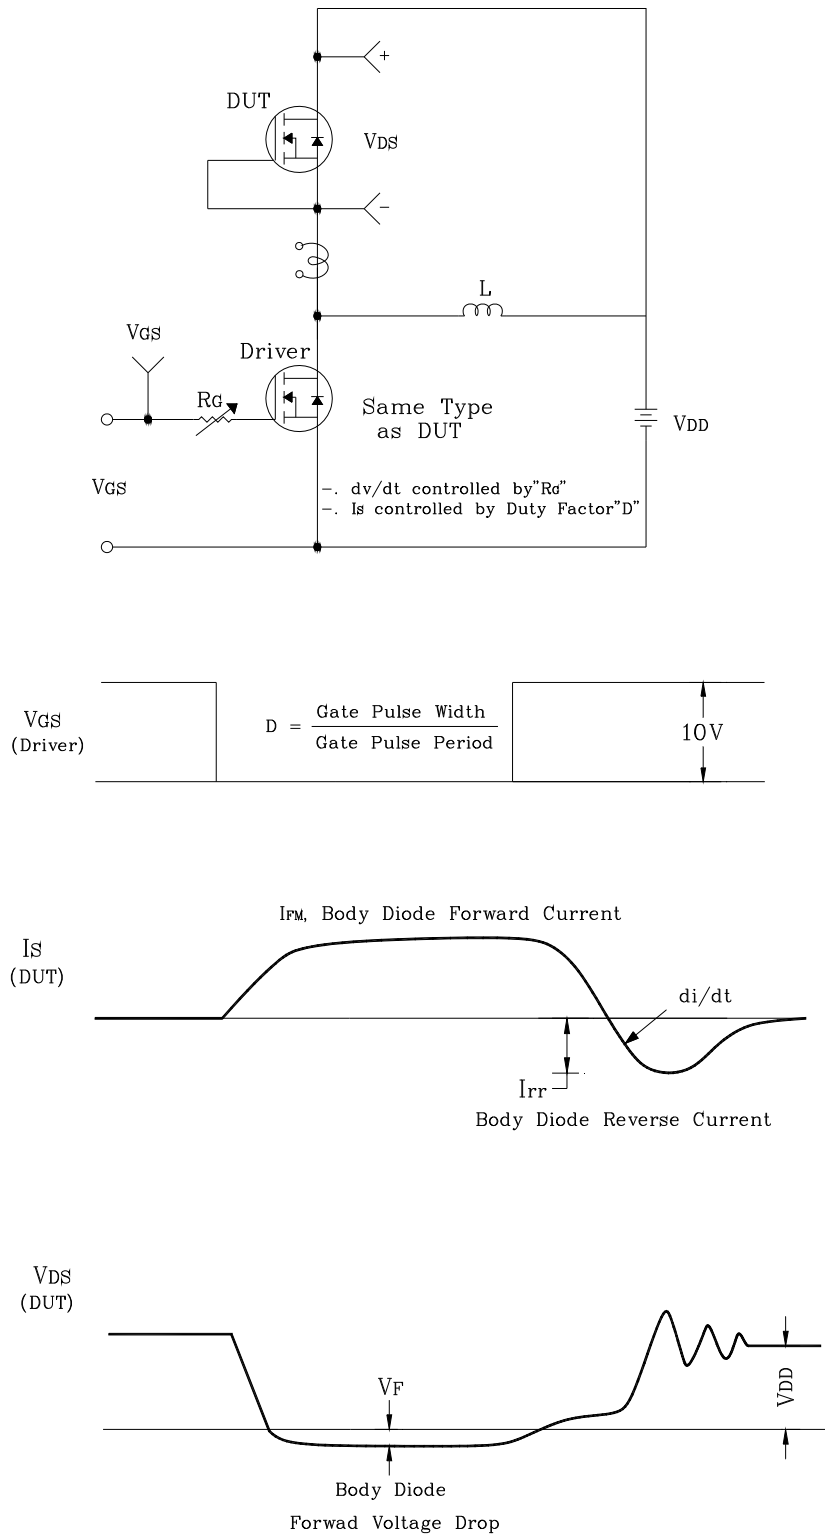 +
DUT
VDS
−
L
VGS
Driver
RG
Same Type
as DUT
VDD
VGS
−. dv/dt controlled by"RG"
−. IS controlled by Duty Factor"D"
VGS
(Driver)
D = Gate Pulse Width
Gate Pulse Period
10V
IFM, Body Diode Forward Current
IS
(DUT)
di/dt
Irr
Body Diode Reverse Current
VDS
(DUT)
VF
VDD
Body Diode
Forwad Voltage Drop